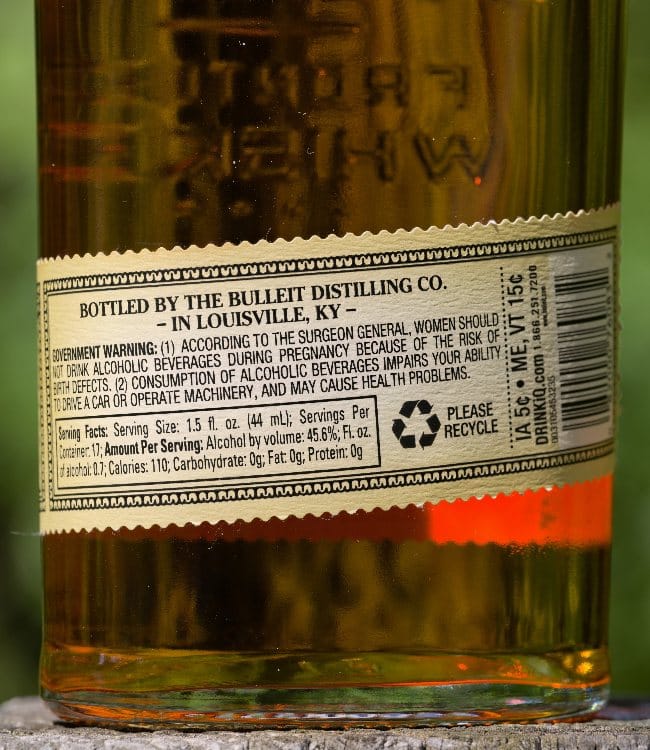 BOTTLED BY THE BULLEIT DISTILLING CO.
– IN LOUISVILLE, KY –
GOVERNMENT WARNING: (1) ACCORDING TO THE SURGEON GENERAL, WOMEN SHOULD
NOT DRINK ALCOHOLIC BEVERAGES DURING PREGNANCY BECAUSE OF THE RISK OF
BIRTH DEFECTS. (2) CONSUMPTION OF ALCOHOLIC BEVERAGES IMPAIRS YOUR ABILITY
TO DRIVE A CAR OR OPERATE MACHINERY, AND MAY CAUSE HEALTH PROBLEMS.
Serving Facts: Serving Size: 1.5 fl. oz. (44 mL); Servings Per
Container: 17; Amount Per Serving: Alcohol by volume: 45.6%; Fl. oz.
of alcohol: 0.7; Calories: 110; Carbohydrate: 0g; Fat: 0g; Protein: 0g
PLEASE
RECYCLE
IA 5¢ • ME, VT 15¢
DRINKiQ.com 1.866.257.7200
WHISK